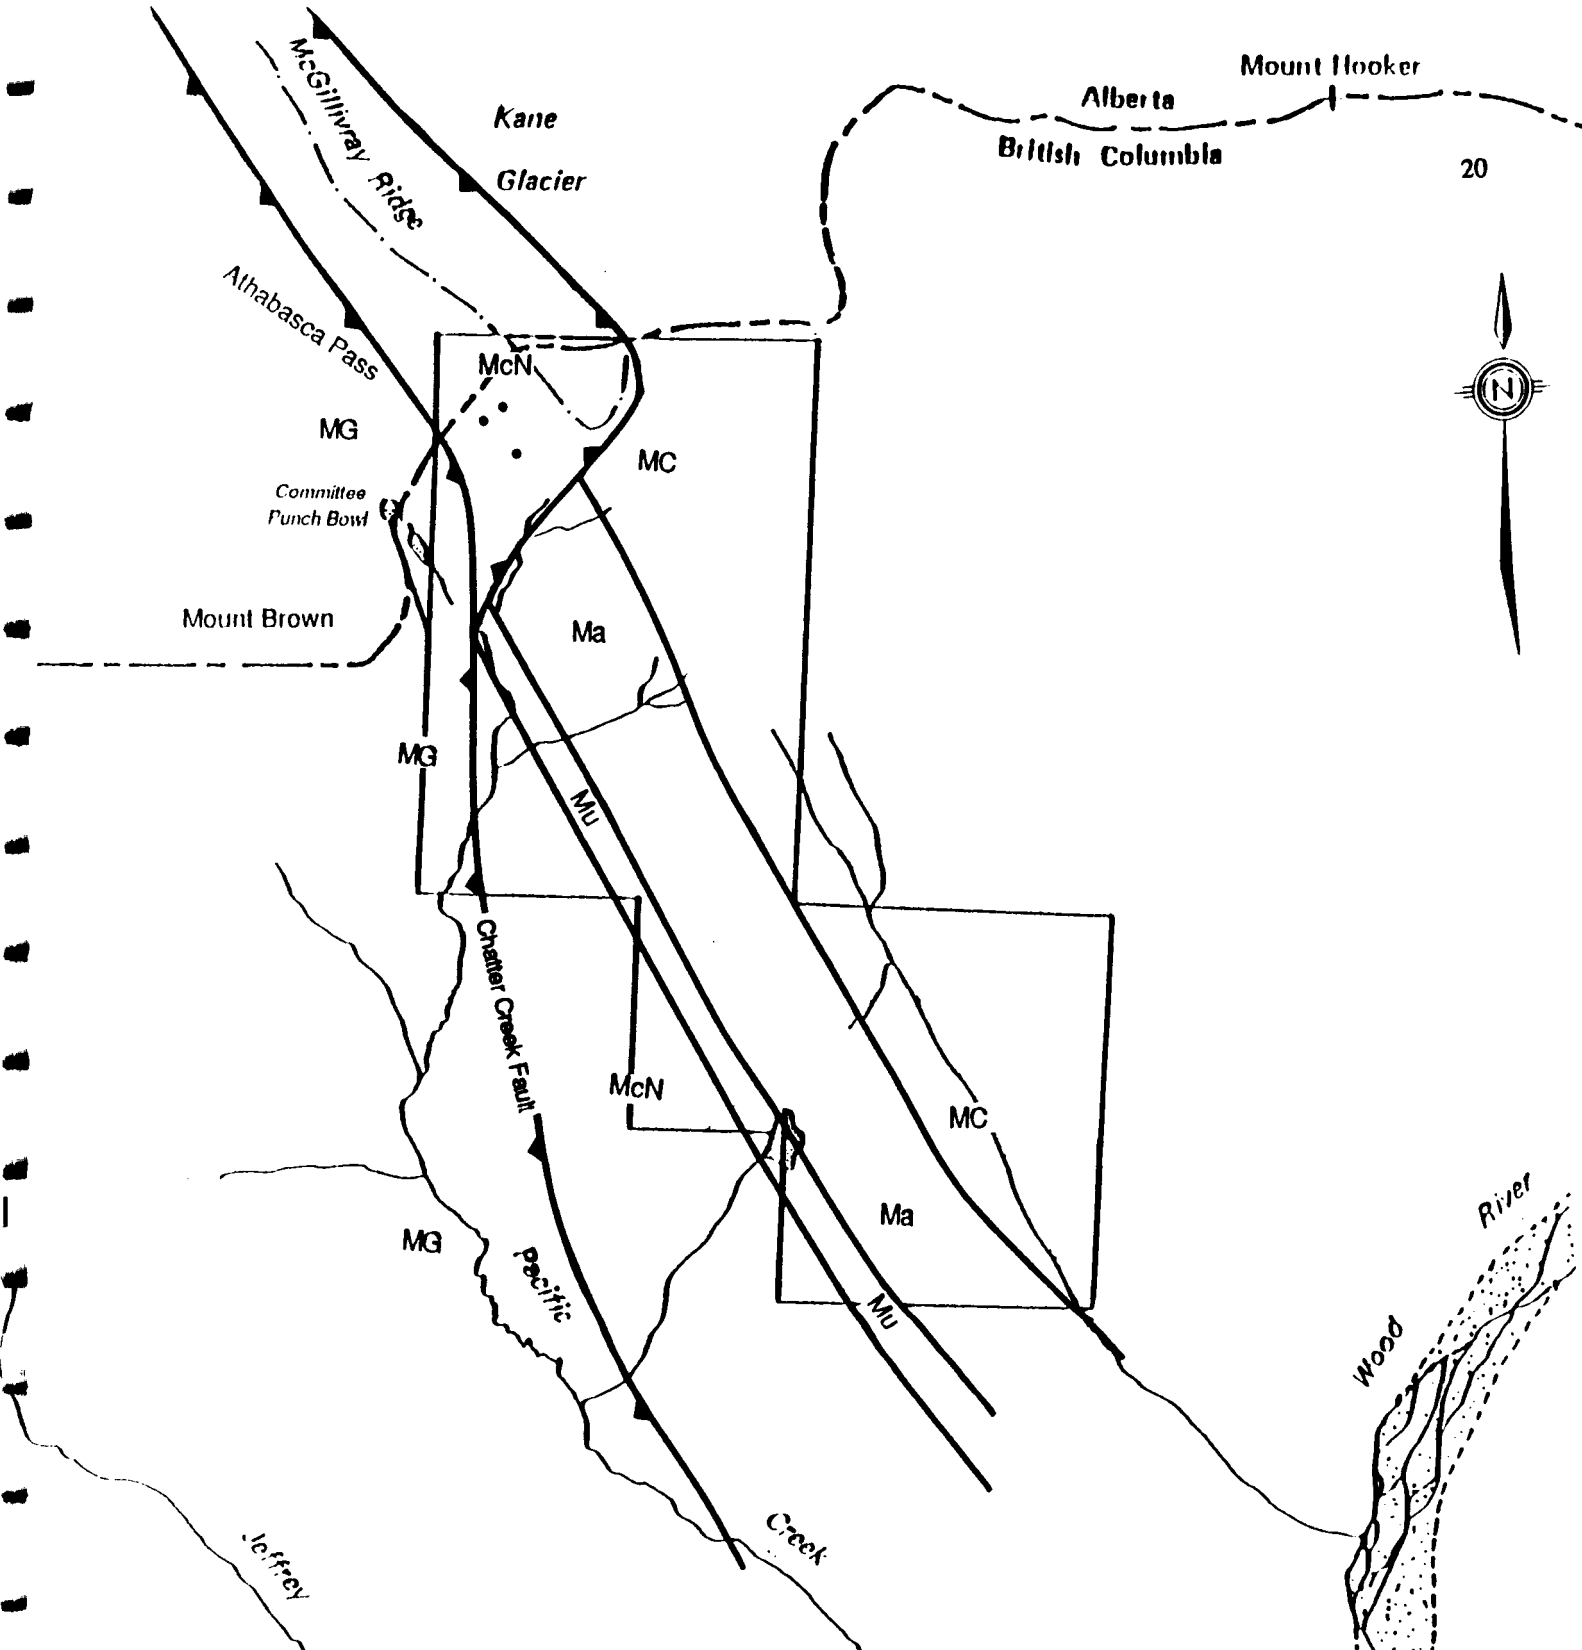 Mount Hooker
Alberta
British Columbia
20
Kane
Glacier
McGillivray Ridge
Athabasca Pass
McN
MG
MC
Committee
Punch Bowl
N
Mount Brown
Ma
MG
Mu
Chatter Creek Fault
McN
MC
Ma
MG
Pacific
Mu
River
Wood
Creek
Jeffrey